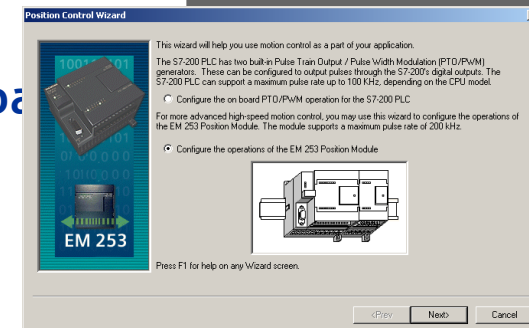 Position Control Wizard
This wizard will help you use motion control as a part of your application.
The S7-200 PLC has two built-in Pulse Train Output / Pulse Width Modulation (PTO/PWM)
generators. These can be configured to output pulses through the S7-200's digital outputs. The
S7-200 PLC can support a maximum pulse rate up to 100 KHz, depending on the CPU model.
Configure the on board PTO/PWM operation for the S7-200 PLC
For more advanced high-speed motion control, you may use this wizard to configure the operations of
the EM 253 Position Module. The module supports a maximum pulse rate of 200 kHz.
Configure the operations of the EM 253 Position Module
EM 253
Press F1 for help on any Wizard screen.
<Prev
Next>
Cancel